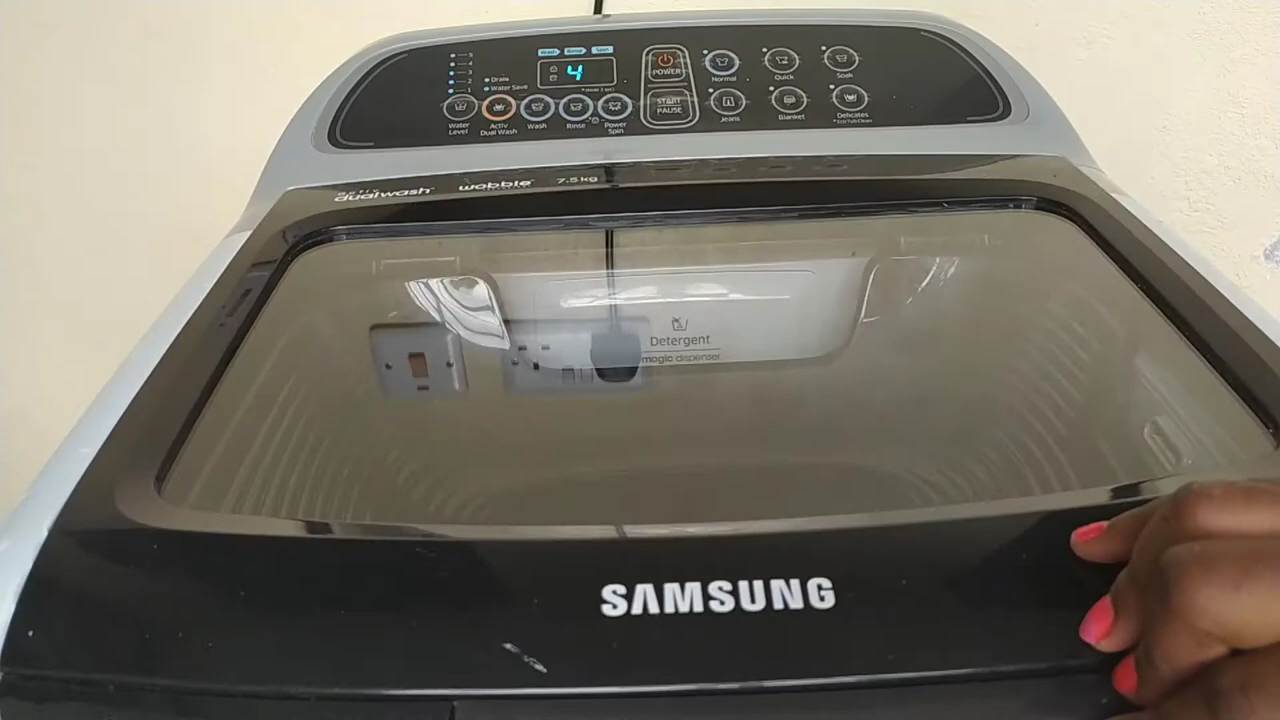 5
4
3
2
1
Drain
Water Save
Wash Rinse Spin
4
Water Level
Activ Dual Wash
Wash
Rinse
Power Spin
POWER
START PAUSE
Normal
Quick
Soak
Jeans
Blanket
Delicates
activ dualwash wobble 7.5 kg
Detergent
magic dispenser
SAMSUNG